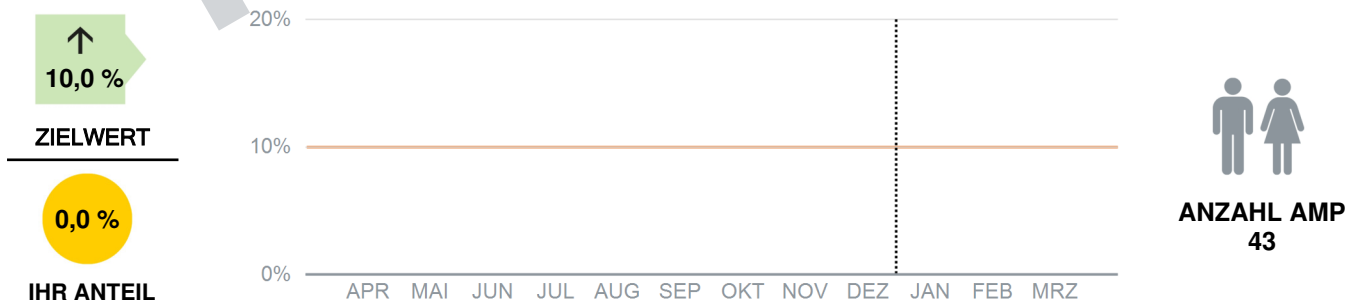 10,0 %
ZIELWERT
0,0 %
IHR ANTEIL
20%
10%
0%
APR MAI JUN JUL AUG SEP OKT NOV DEZ JAN FEB MRZ
ANZAHL AMP
43